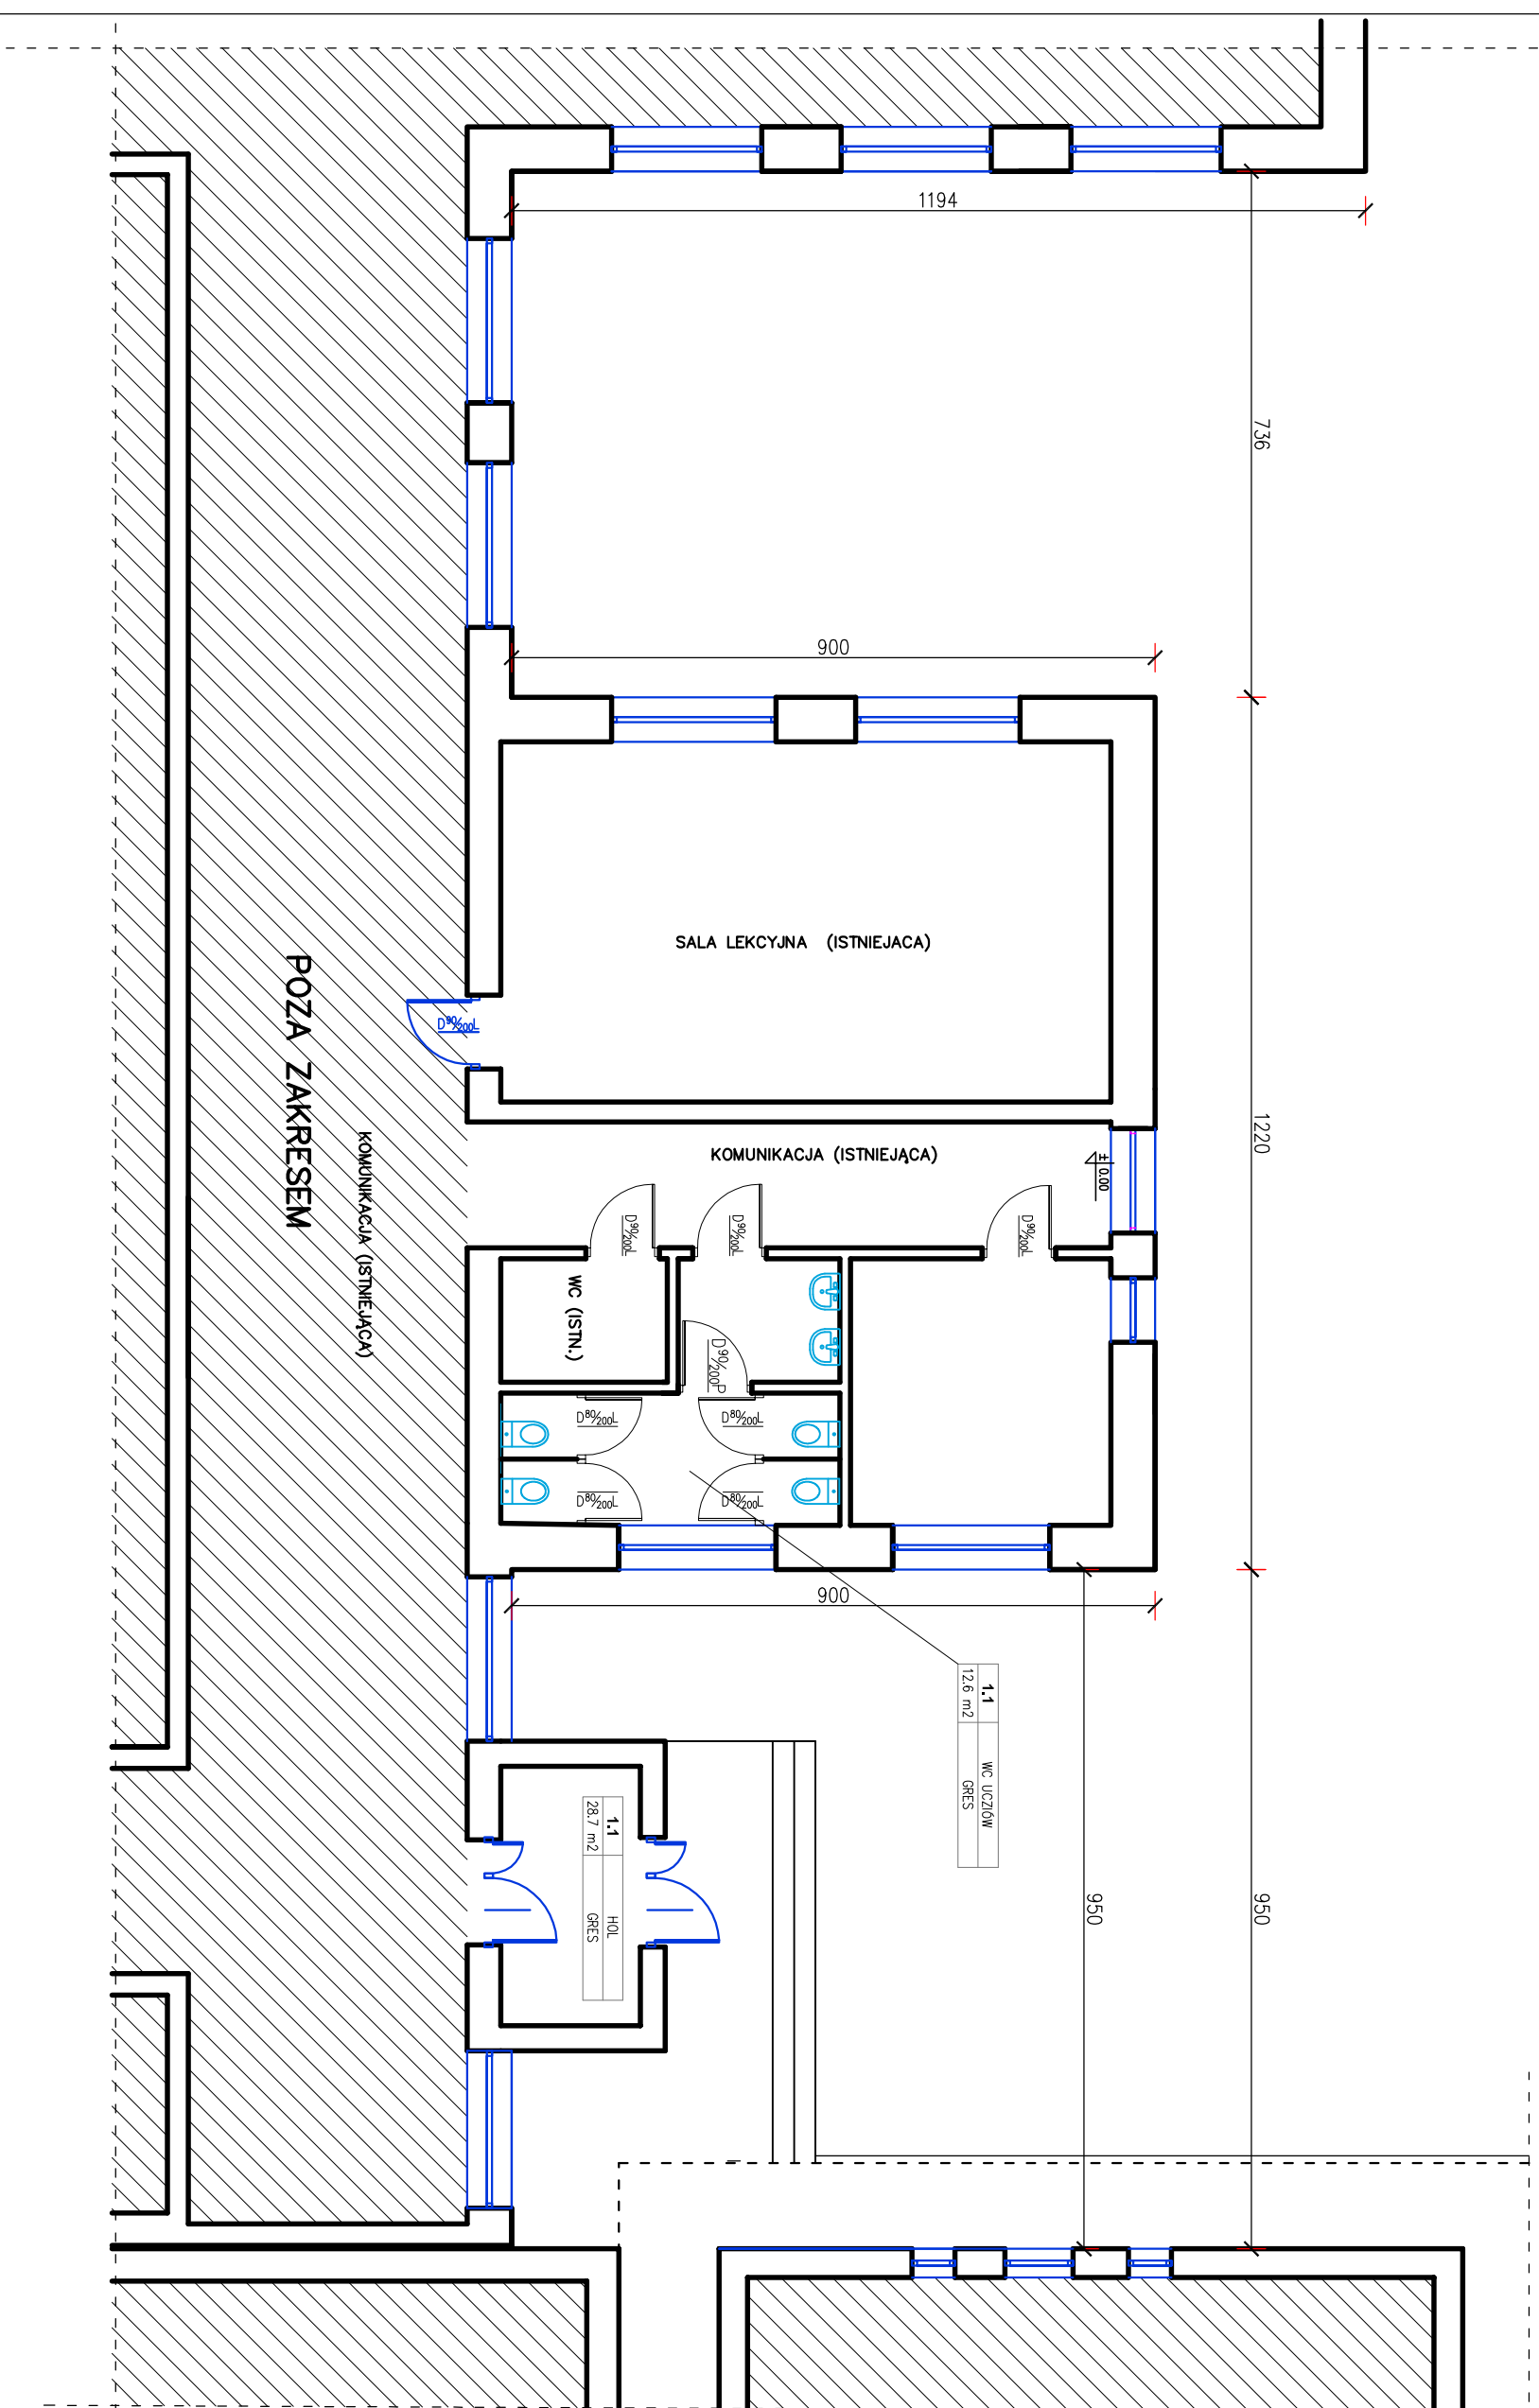 1194
736
900
SALA LEKCYJNA (ISTNIEJACA)
POZA ZAKRESEM
D90/200L
KOMUNIKACJA (ISTNIEJĄCA)
1220
KOMUNIKACJA (ISTNIEJĄCA)
± 0.00
D90/200L
D90/200L
D90/200L
WC (ISTN.)
D90/200P
D80/200L
D80/200L
D80/200L
D80/200L
900
1.1 WC UCZIÓW
12.6 m2 GRES
1.1 HOL
28.7 m2 GRES
950
950